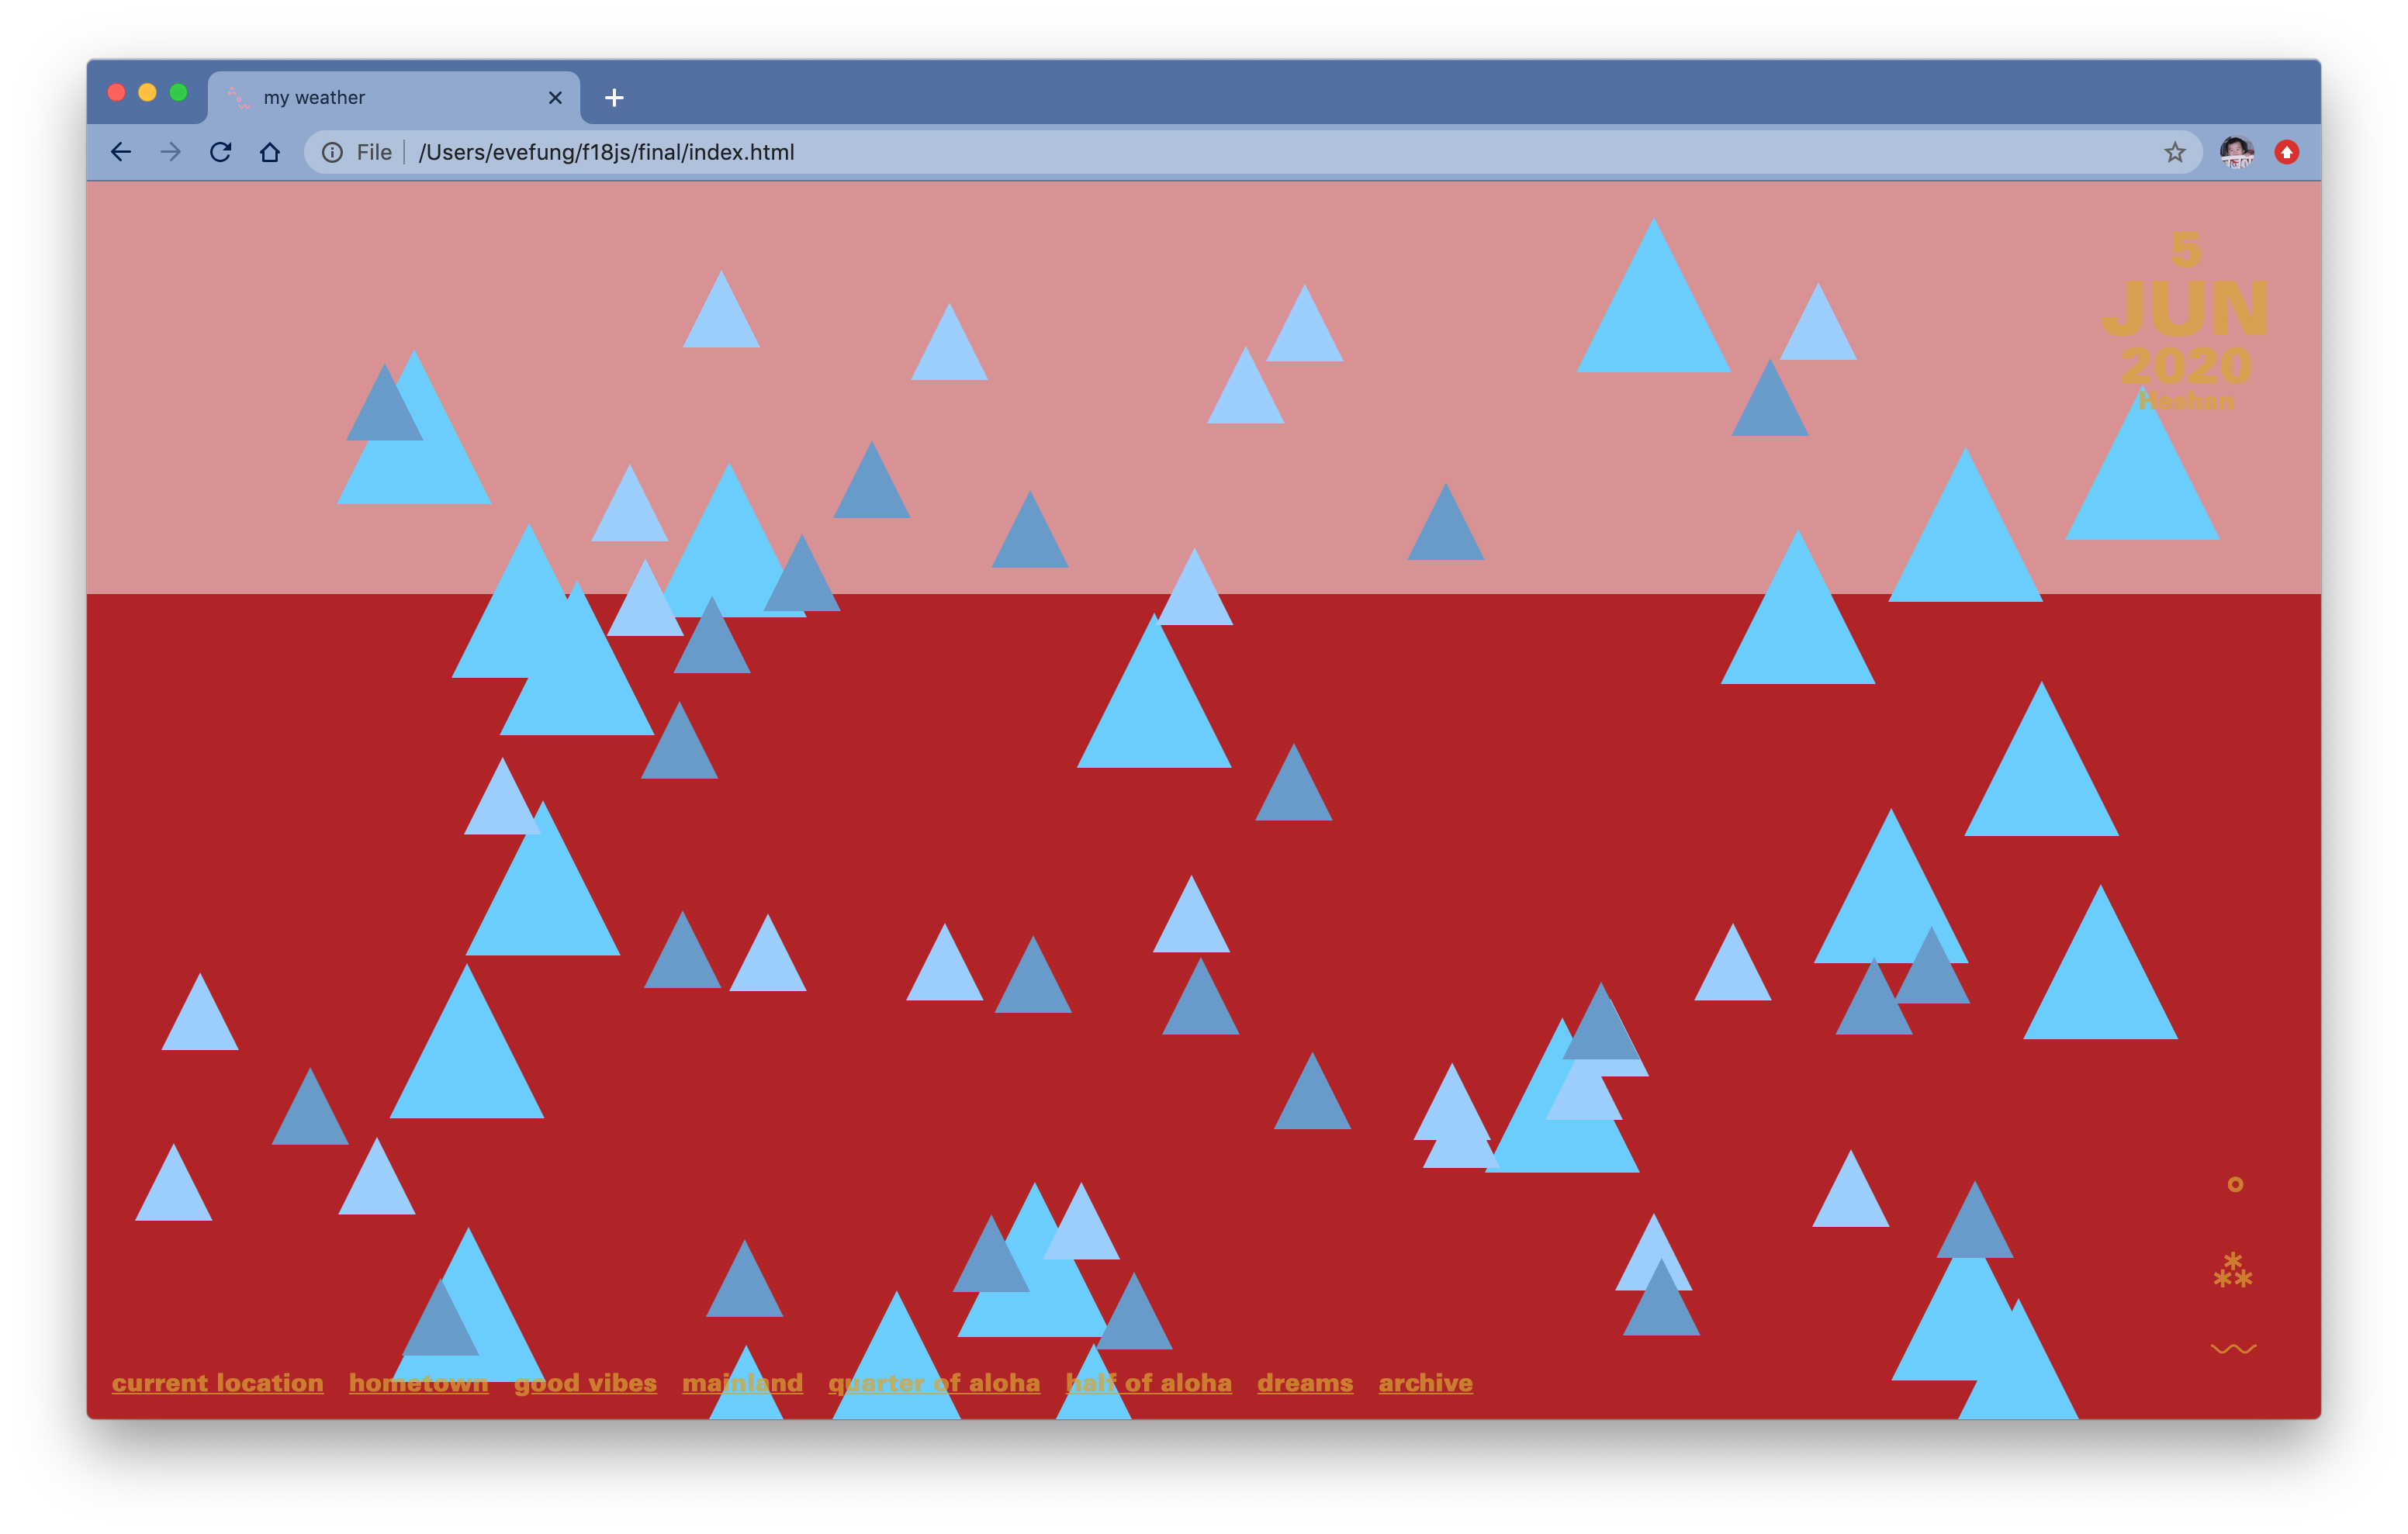 my weather
File /Users/evefung/f18js/final/index.html
5
JUN
2020
Heshan
current location hometown good vibes mainland quarter of aloha half of aloha dreams archive